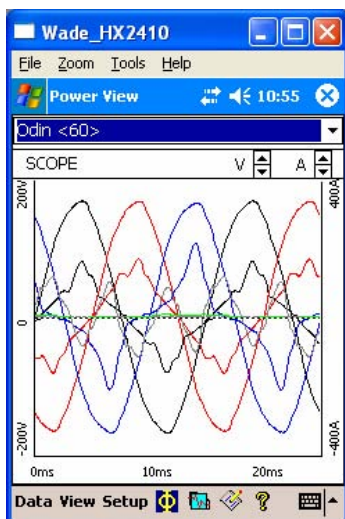 Wade_HX2410
File Zoom Tools Help
Power View 10:55
Odin <60>
SCOPE V A
200V 400A
0
-200V -400A
0ms 10ms 20ms
Data View Setup Φ ?